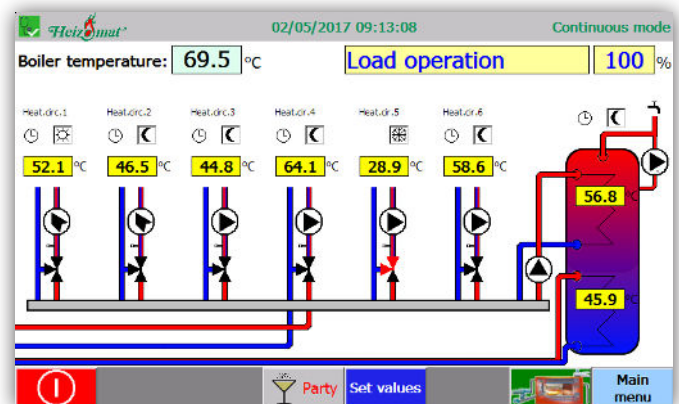 Heizomat
02/05/2017 09:13:08
Continuous mode
Boiler temperature: 69.5 °C
Load operation
100 %
Heat.circ.1 Heat.circ.2 Heat.circ.3 Heat.cir.4 Heat.cir.5 Heat.cir.6
52.1 °C 46.5 °C 44.8 °C 64.1 °C 28.9 °C 58.6 °C
56.8 °C
45.9 °C
Party
Set values
Main
menu